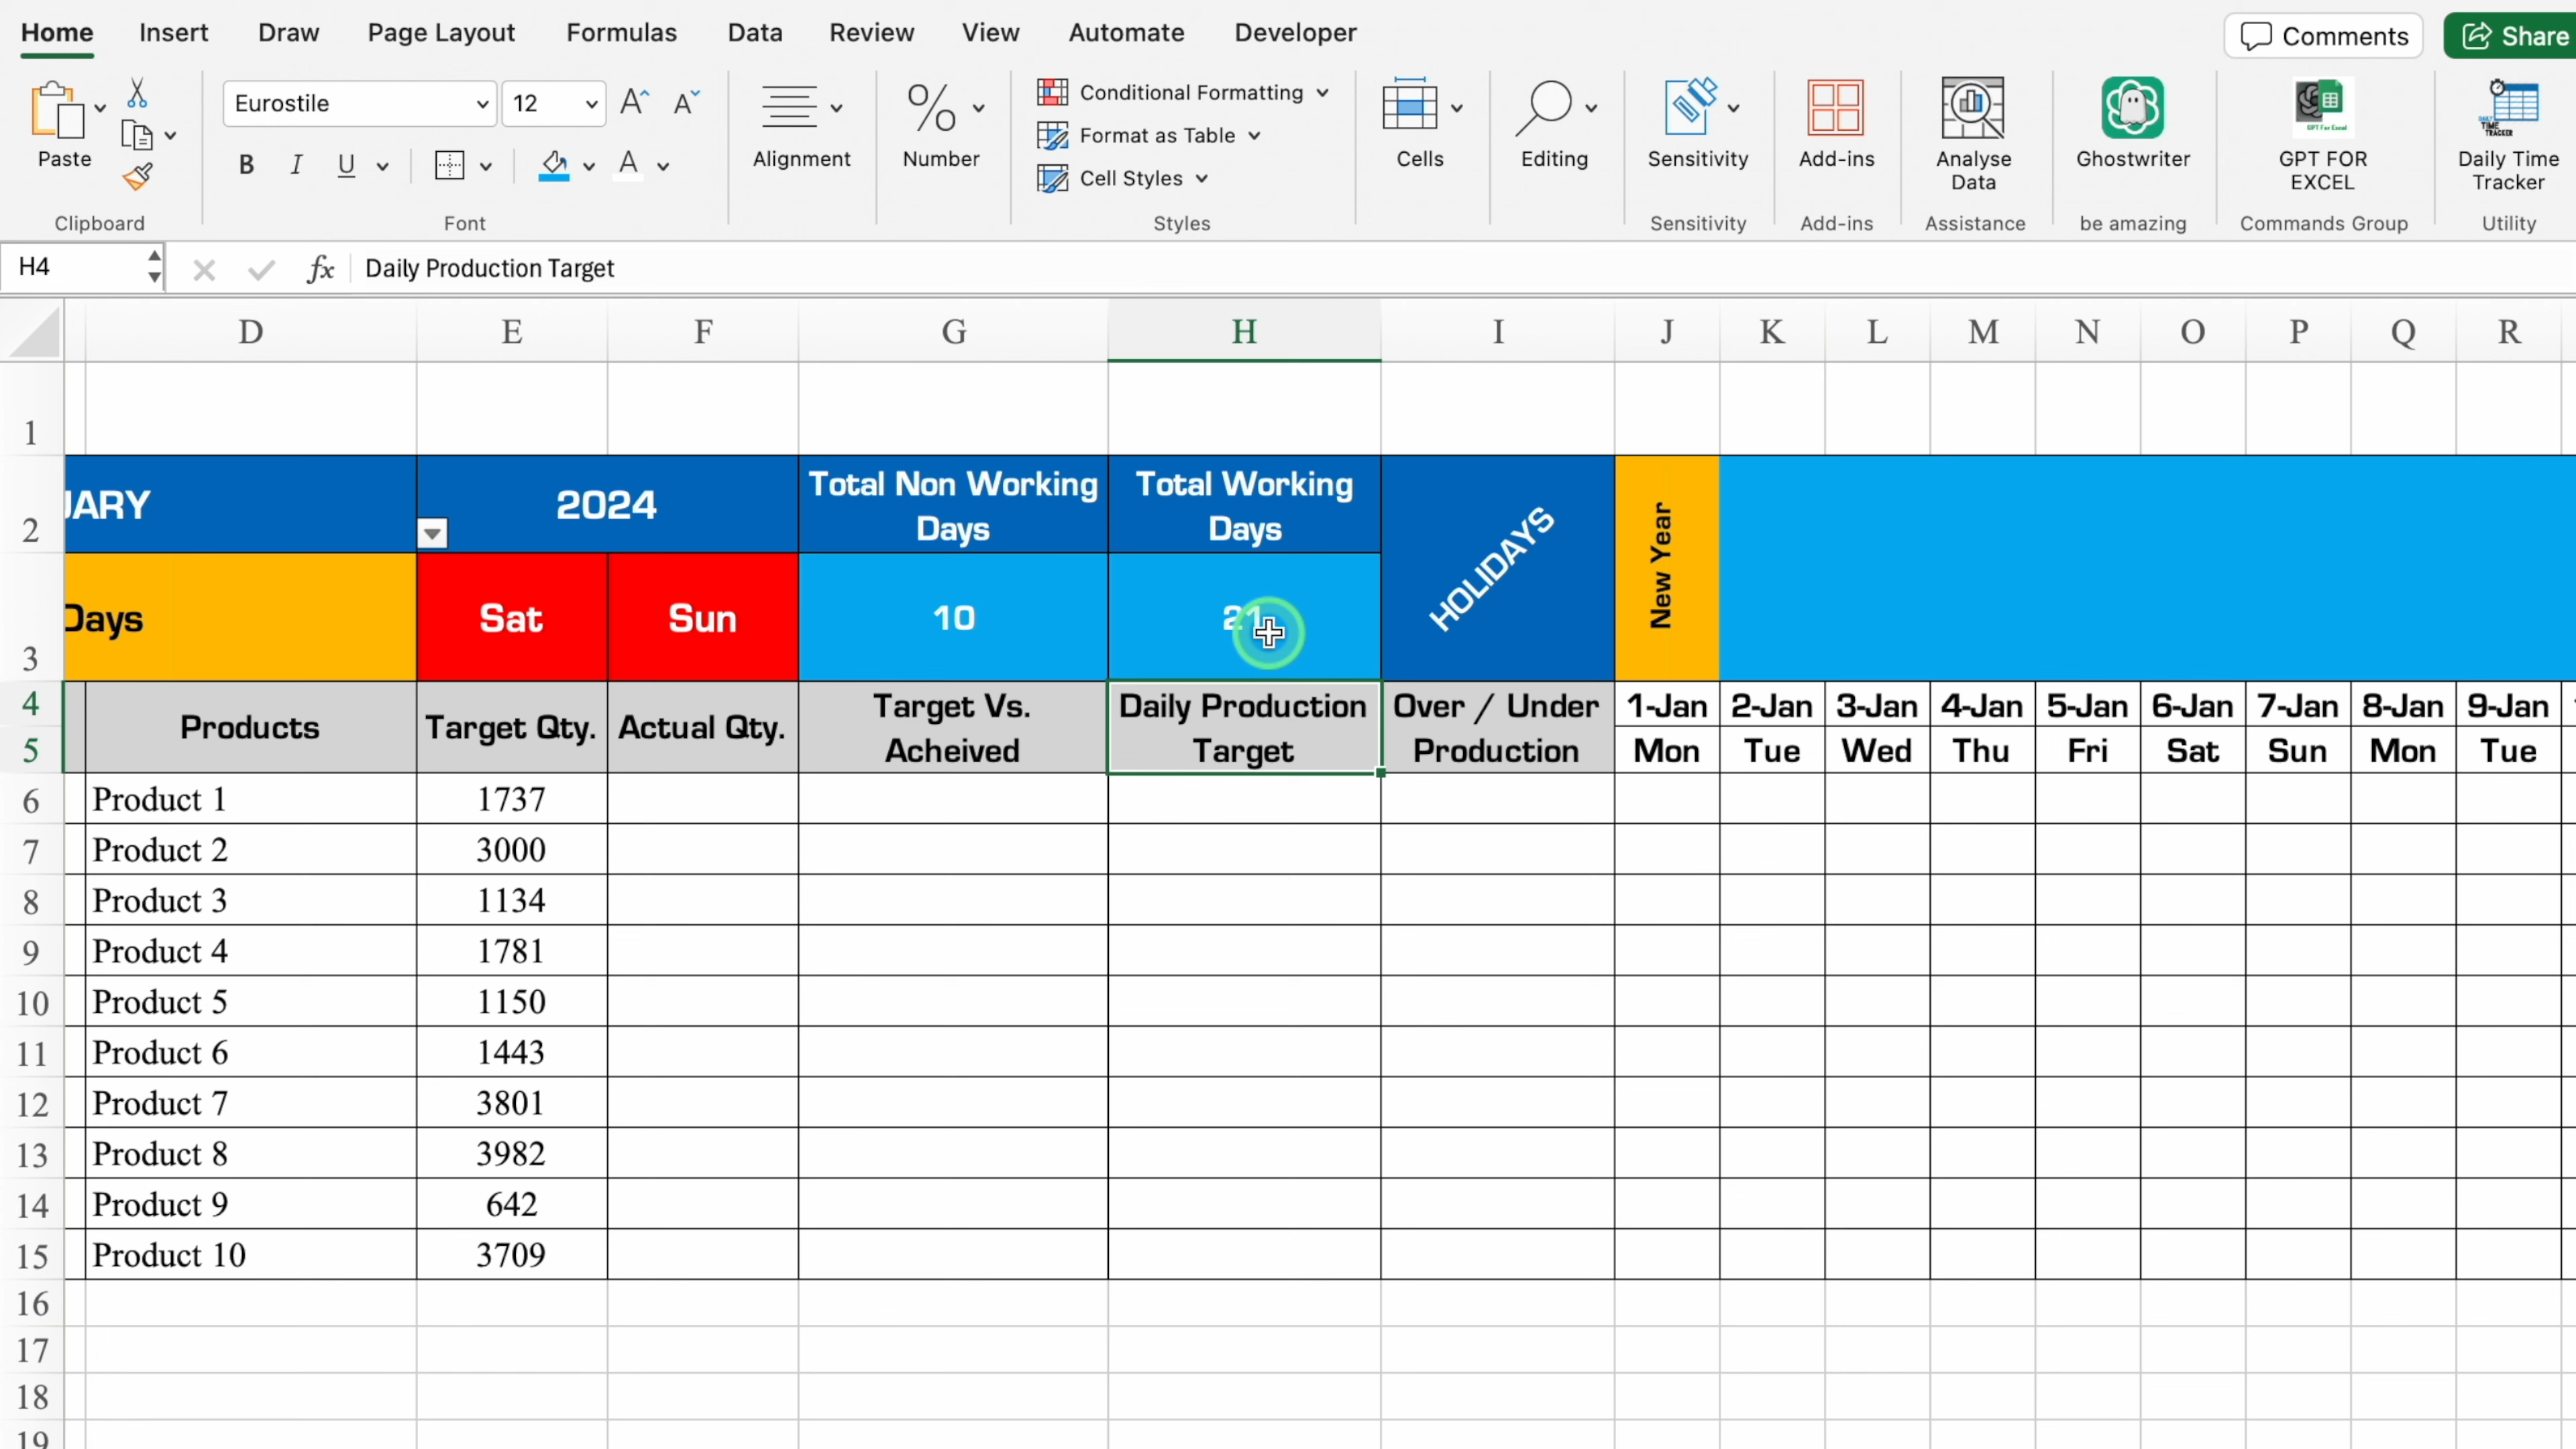 Home Insert Draw Page Layout Formulas Data Review View Automate Developer Comments Share
Paste Eurostile 12 A A Alignment % Number Conditional Formatting Cells Editing Sensitivity Add-ins Analyse Data Ghostwriter GPT FOR EXCEL Daily Time Tracker
Format as Table
B I U A Cell Styles
Clipboard Font Styles Sensitivity Add-ins Assistance be amazing Commands Group Utility
H4 fx Daily Production Target
D E F G H I J K L M N O P Q R
1
2 JARY 2024 Total Non Working Days Total Working Days HOLIDAYS New Year
3 Days Sat Sun 10 21
4 Products Target Qty. Actual Qty. Target Vs. Daily Production Over / Under 1-Jan 2-Jan 3-Jan 4-Jan 5-Jan 6-Jan 7-Jan 8-Jan 9-Jan
5 Acheived Target Production Mon Tue Wed Thu Fri Sat Sun Mon Tue
6 Product 1 1737
7 Product 2 3000
8 Product 3 1134
9 Product 4 1781
10 Product 5 1150
11 Product 6 1443
12 Product 7 3801
13 Product 8 3982
14 Product 9 642
15 Product 10 3709
16
17
18
19